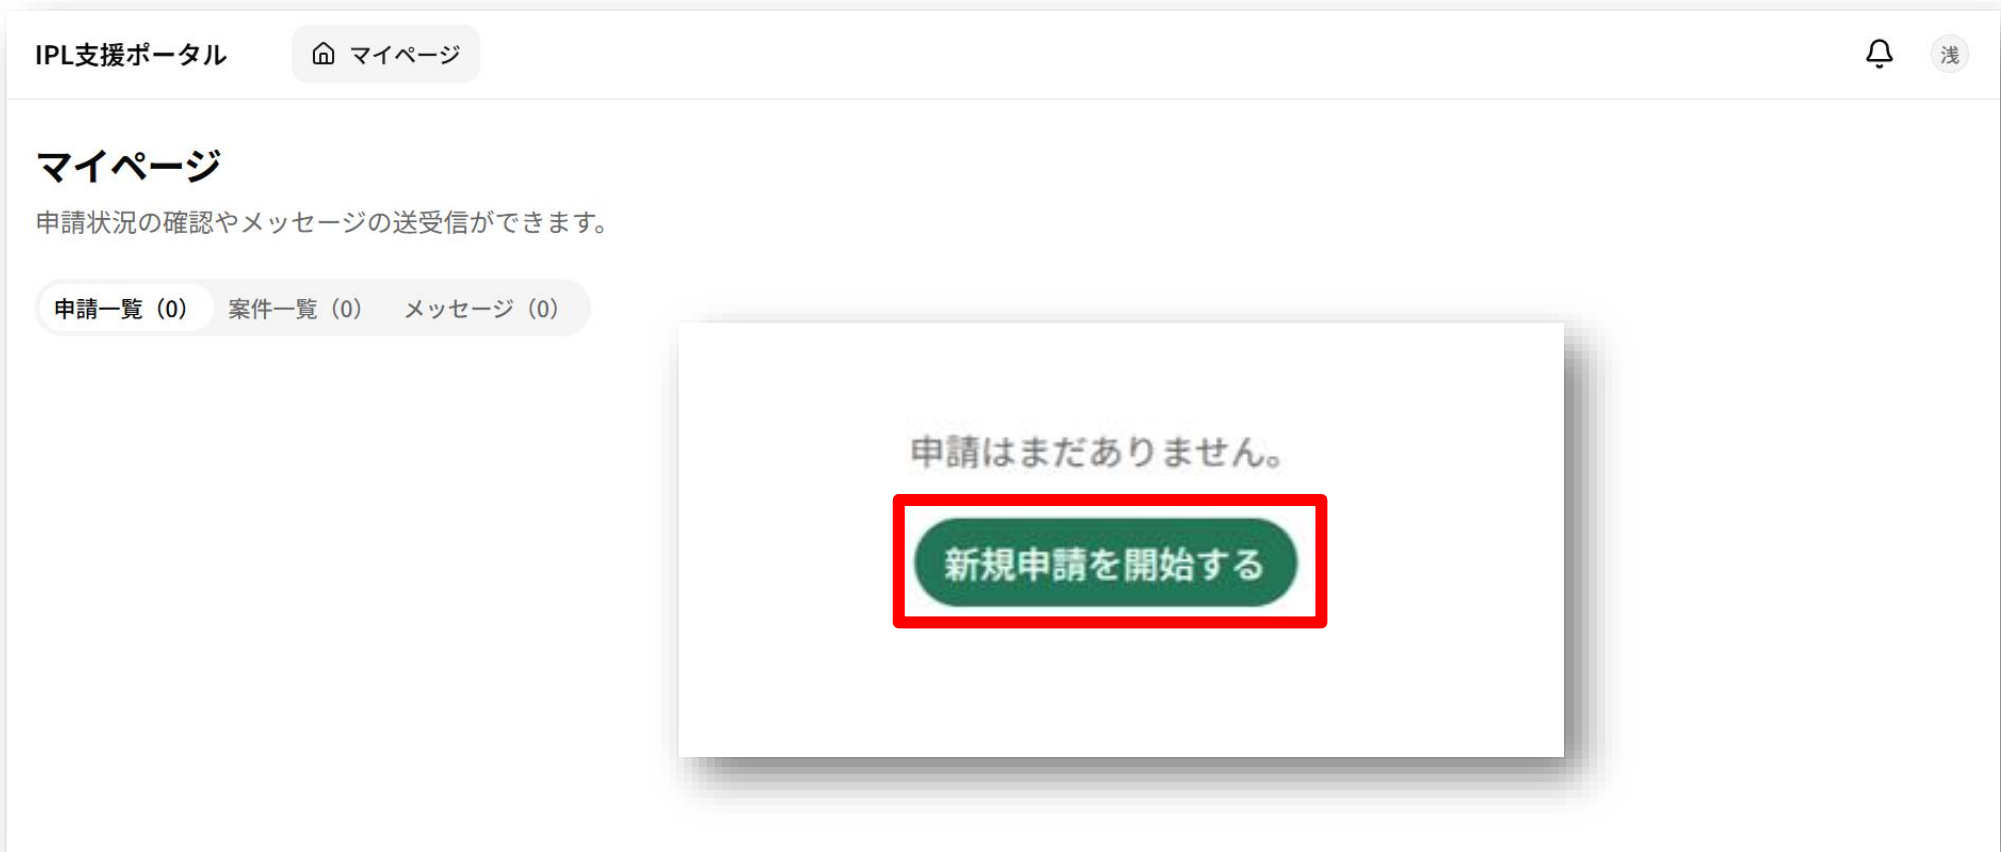 IPL支援ポータル
マイページ
浅
マイページ
申請状況の確認やメッセージの送受信ができます。
申請一覧（0） 案件一覧（0） メッセージ（0）
申請はまだありません。
新規申請を開始する